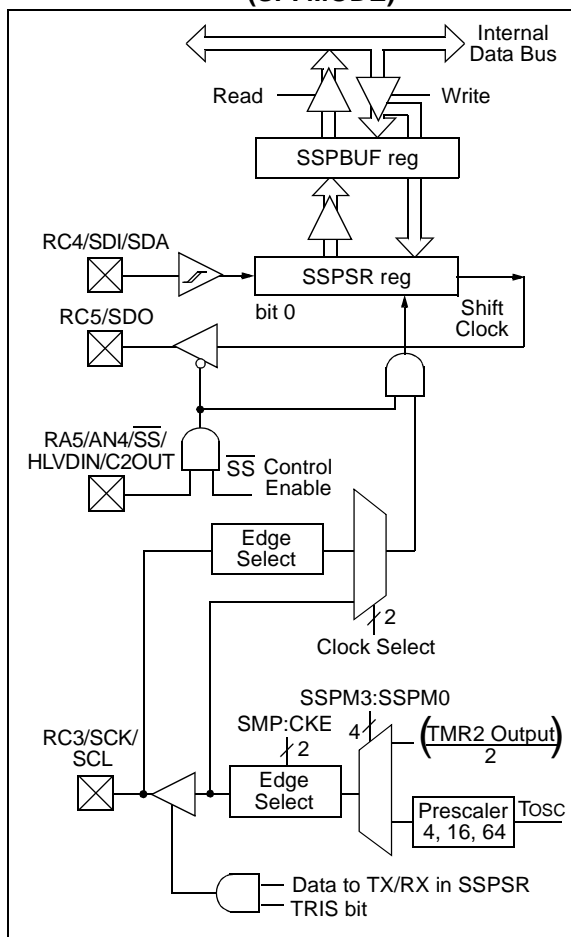 Internal
Data Bus
Read
Write
SSPBUF reg
RC4/SDI/SDA
SSPSR reg
bit 0
Shift
Clock
RC5/SDO
RA5/AN4/SS/
HLVDIN/C2OUT
SS Control
Enable
Edge
Select
2
Clock Select
SSPM3:SSPM0
SMP:CKE
4
(TMR2 Output)
2
2
RC3/SCK/
SCL
Edge
Select
Prescaler
4, 16, 64
TOSC
Data to TX/RX in SSPSR
TRIS bit